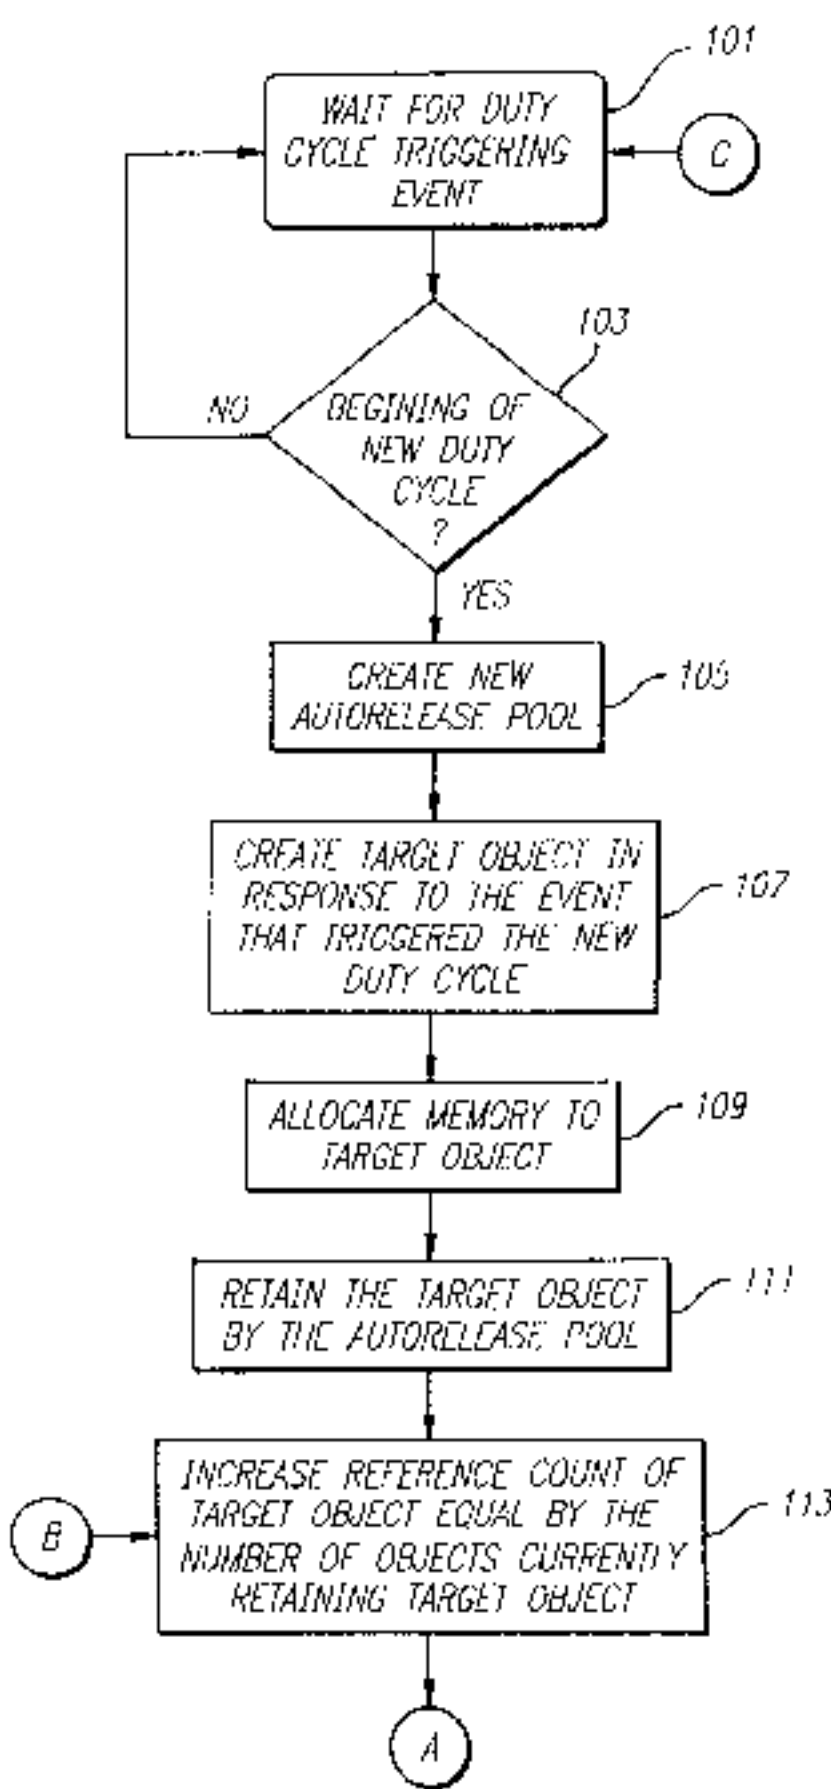 101
WAIT FOR DUTY
CYCLE TRIGGERING
EVENT
C
103
BEGINING OF
NEW DUTY
CYCLE
?
NO
YES
CREATE NEW
AUTORELEASE POOL
105
CREATE TARGET OBJECT IN
RESPONSE TO THE EVENT
THAT TRIGGERED THE NEW
DUTY CYCLE
107
ALLOCATE MEMORY TO
TARGET OBJECT
109
RETAIN THE TARGET OBJECT
BY THE AUTORELEASE POOL
111
INCREASE REFERENCE COUNT OF
TARGET OBJECT EQUAL BY THE
NUMBER OF OBJECTS CURRENTLY
RETAINING TARGET OBJECT
113
B
A